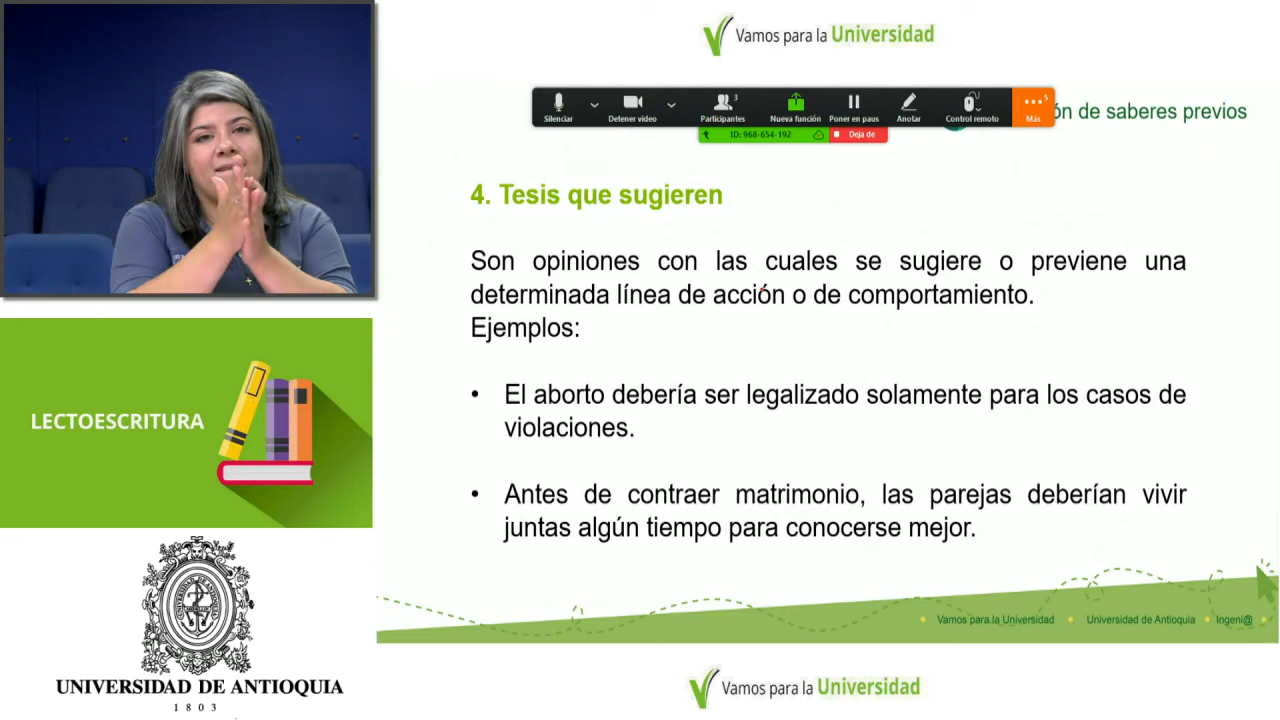 Vamos para la Universidad
Silenciar
Detener video
3
Participantes
Nueva función
Poner en paus
Anotar
Control remoto
5
Más
ón de saberes previos
ID: 968-654-192
Deja de
4. Tesis que sugieren
Son opiniones con las cuales se sugiere o previene una
determinada línea de acción o de comportamiento.
Ejemplos:
• El aborto debería ser legalizado solamente para los casos de
violaciones.
• Antes de contraer matrimonio, las parejas deberían vivir
juntas algún tiempo para conocerse mejor.
LECTOESCRITURA
UNIVERSIDAD DE ANTIOQUIA
1803
Vamos para la Universidad
Universidad de Antioquia
Ingeni@
Vamos para la Universidad